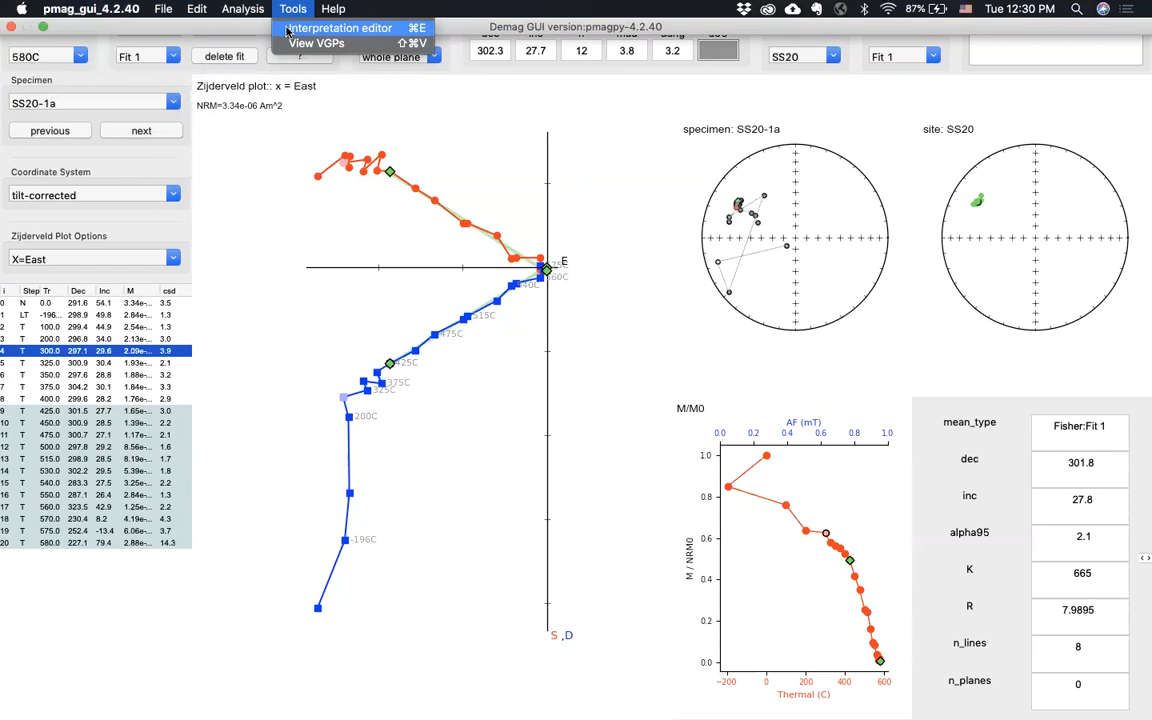 pmag_gui_4.2.40 File Edit Analysis Tools Help 87% Tue 12:30 PM
Demag GUI version:pmagpy-4.2.40
Interpretation editor ⌘E
View VGPs ⇧⌘V
580C Fit 1 delete fit ? whole plane 302.3 27.7 12 3.8 3.2 SS20 Fit 1
Specimen
SS20-1a
previous next
Coordinate System
tilt-corrected
Zijderveld Plot Options
X=East
i Step Tr Dec Inc M csd
0 N 0.0 291.6 54.1 3.34e-... 3.5
1 LT -196... 298.9 49.8 2.84e-... 1.3
2 T 100.0 299.4 44.9 2.54e-... 1.3
3 T 200.0 296.8 34.0 2.13e-... 3.0
4 T 300.0 297.1 29.6 2.09e-... 3.9
5 T 325.0 300.9 30.4 1.93e-... 2.1
6 T 350.0 297.6 28.8 1.88e-... 3.2
7 T 375.0 304.2 30.1 1.84e-... 3.3
8 T 400.0 299.6 28.2 1.76e-... 2.9
9 T 425.0 301.5 27.7 1.65e-... 3.0
10 T 450.0 300.9 28.5 1.39e-... 2.2
11 T 475.0 300.7 27.1 1.17e-... 2.1
12 T 500.0 297.8 29.2 8.56e-... 1.6
13 T 515.0 298.9 28.5 8.19e-... 1.7
14 T 530.0 302.2 29.5 5.39e-... 1.8
15 T 540.0 283.3 27.5 3.25e-... 2.2
16 T 550.0 287.1 26.4 2.84e-... 1.3
17 T 560.0 323.5 42.9 1.25e-... 2.2
18 T 570.0 230.4 8.2 4.19e-... 4.3
19 T 575.0 252.4 -13.4 6.06e-... 3.7
20 T 580.0 227.1 79.4 2.88e-... 14.3
Zijderveld plot:: x = East
NRM=3.34e-06 Am^2
E
515C
475C
425C
375C
325C
200C
-196C
S ,D
specimen: SS20-1a
site: SS20
M/M0
AF (mT)
0.0 0.2 0.4 0.6 0.8 1.0
1.0
0.8
0.6
0.4
0.2
0.0
M / NRM0
−200 0 200 400 600
Thermal (C)
mean_type Fisher:Fit 1
dec 301.8
inc 27.8
alpha95 2.1
K 665
R 7.9895
n_lines 8
n_planes 0